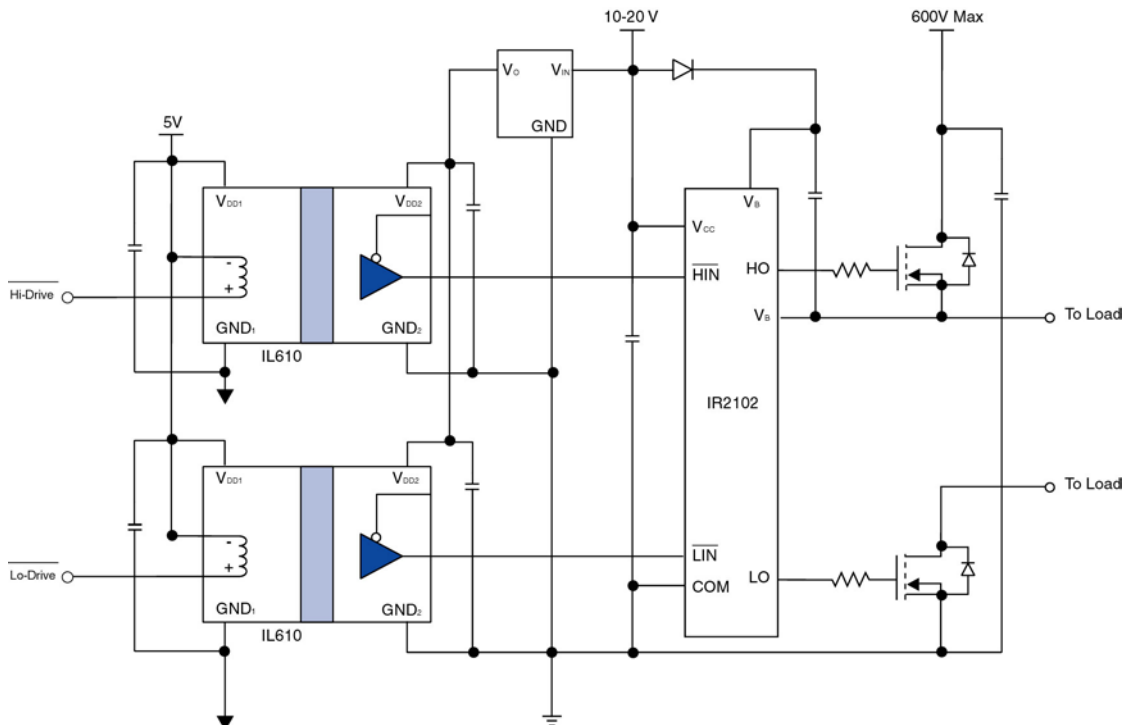 10-20 V
600V Max
Vo
VIN
GND
5V
VDD1
VDD2
VB
VCC
-
Hi-Drive
+
HIN
HO
GND1
GND2
VB
To Load
IL610
IR2102
VDD1
VDD2
To Load
-
Lo-Drive
+
LIN
LO
COM
GND1
GND2
IL610